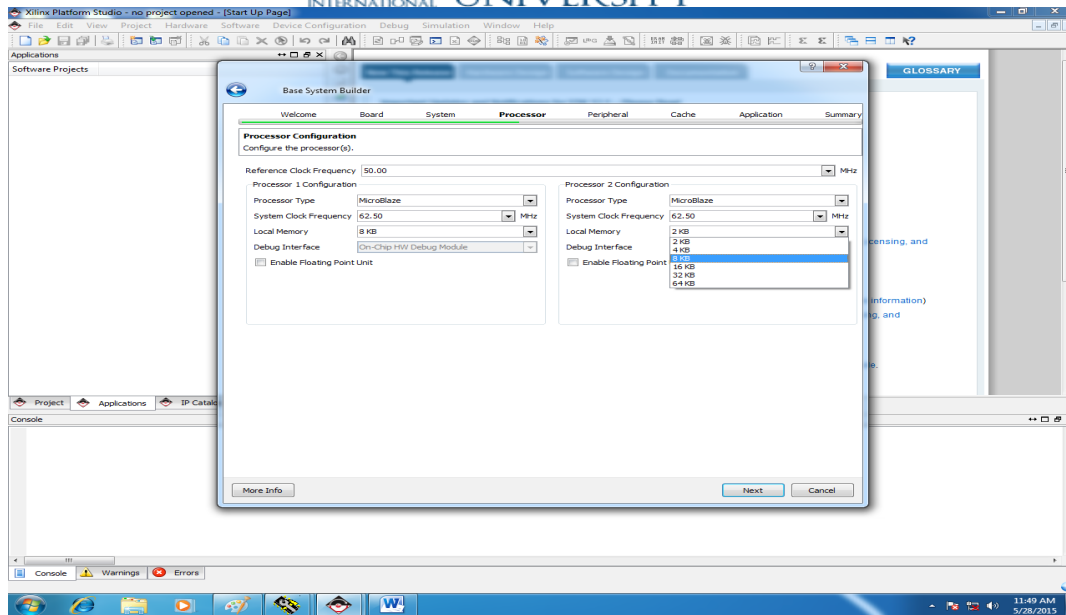 INTERNATIONAL UNIVERSITY
Xilinx Platform Studio - no project opened - [Start Up Page]
File Edit View Project Hardware Software Device Configuration Debug Simulation Window Help
Applications
Software Projects
GLOSSARY
Base System Builder
Welcome Board System Processor Peripheral Cache Application Summary
Processor Configuration
Configure the processor(s).
Reference Clock Frequency 50.00 MHz
Processor 1 Configuration
Processor Type MicroBlaze
System Clock Frequency 62.50 MHz
Local Memory 8 KB
Debug Interface On-Chip HW Debug Module
Enable Floating Point Unit
Processor 2 Configuration
Processor Type MicroBlaze
System Clock Frequency 62.50 MHz
Local Memory 2 KB
Debug Interface
2 KB
4 KB
8 KB
16 KB
32 KB
64 KB
Enable Floating Point
censing, and
information)
ng, and
e.
More Info Next Cancel
Project Applications IP Catalo
Console
Console Warnings Errors
11:49 AM
5/28/2015